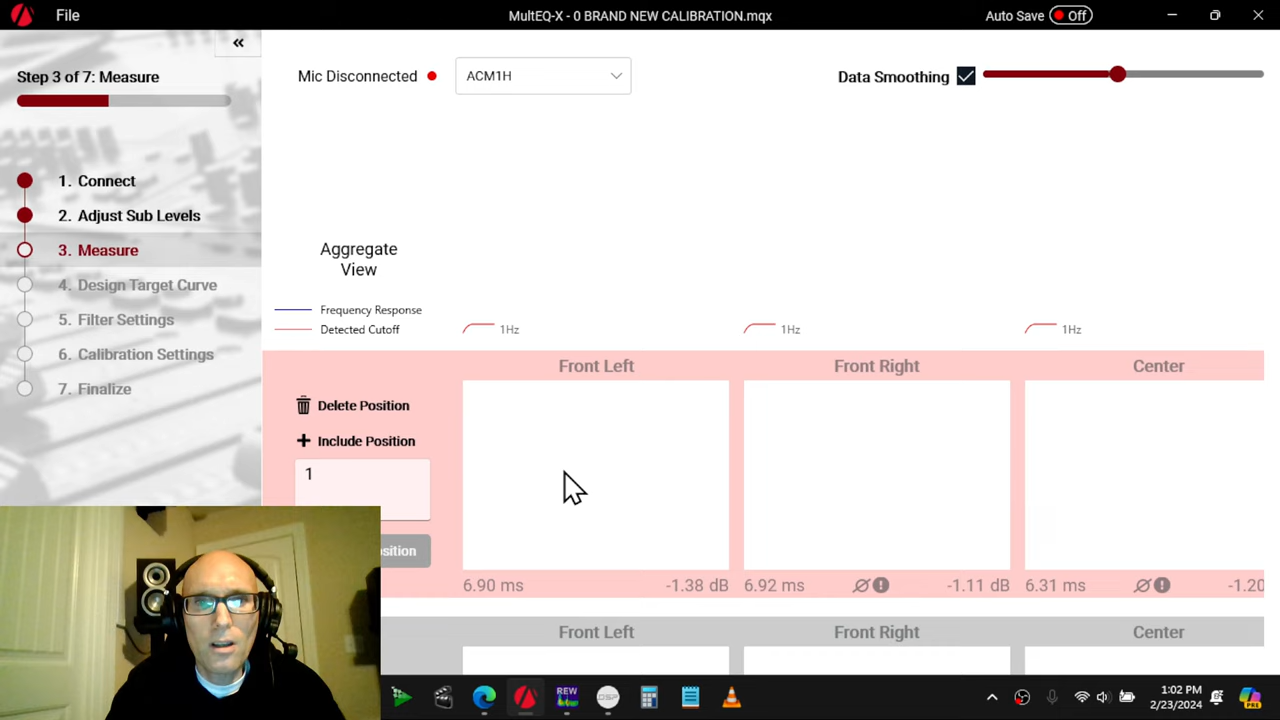 File
MultEQ-X - 0 BRAND NEW CALIBRATION.mqx
Auto Save
Off
«
Step 3 of 7: Measure
1. Connect
2. Adjust Sub Levels
3. Measure
4. Design Target Curve
5. Filter Settings
6. Calibration Settings
7. Finalize
Mic Disconnected
ACM1H
Data Smoothing
Aggregate
View
Frequency Response
Detected Cutoff
1Hz
1Hz
1Hz
Front Left
Front Right
Center
Delete Position
Include Position
1
osition
6.90 ms
-1.38 dB
6.92 ms
-1.11 dB
6.31 ms
-1.20
Front Left
Front Right
Center
REW
DSP
PRE
1:02 PM
2/23/2024